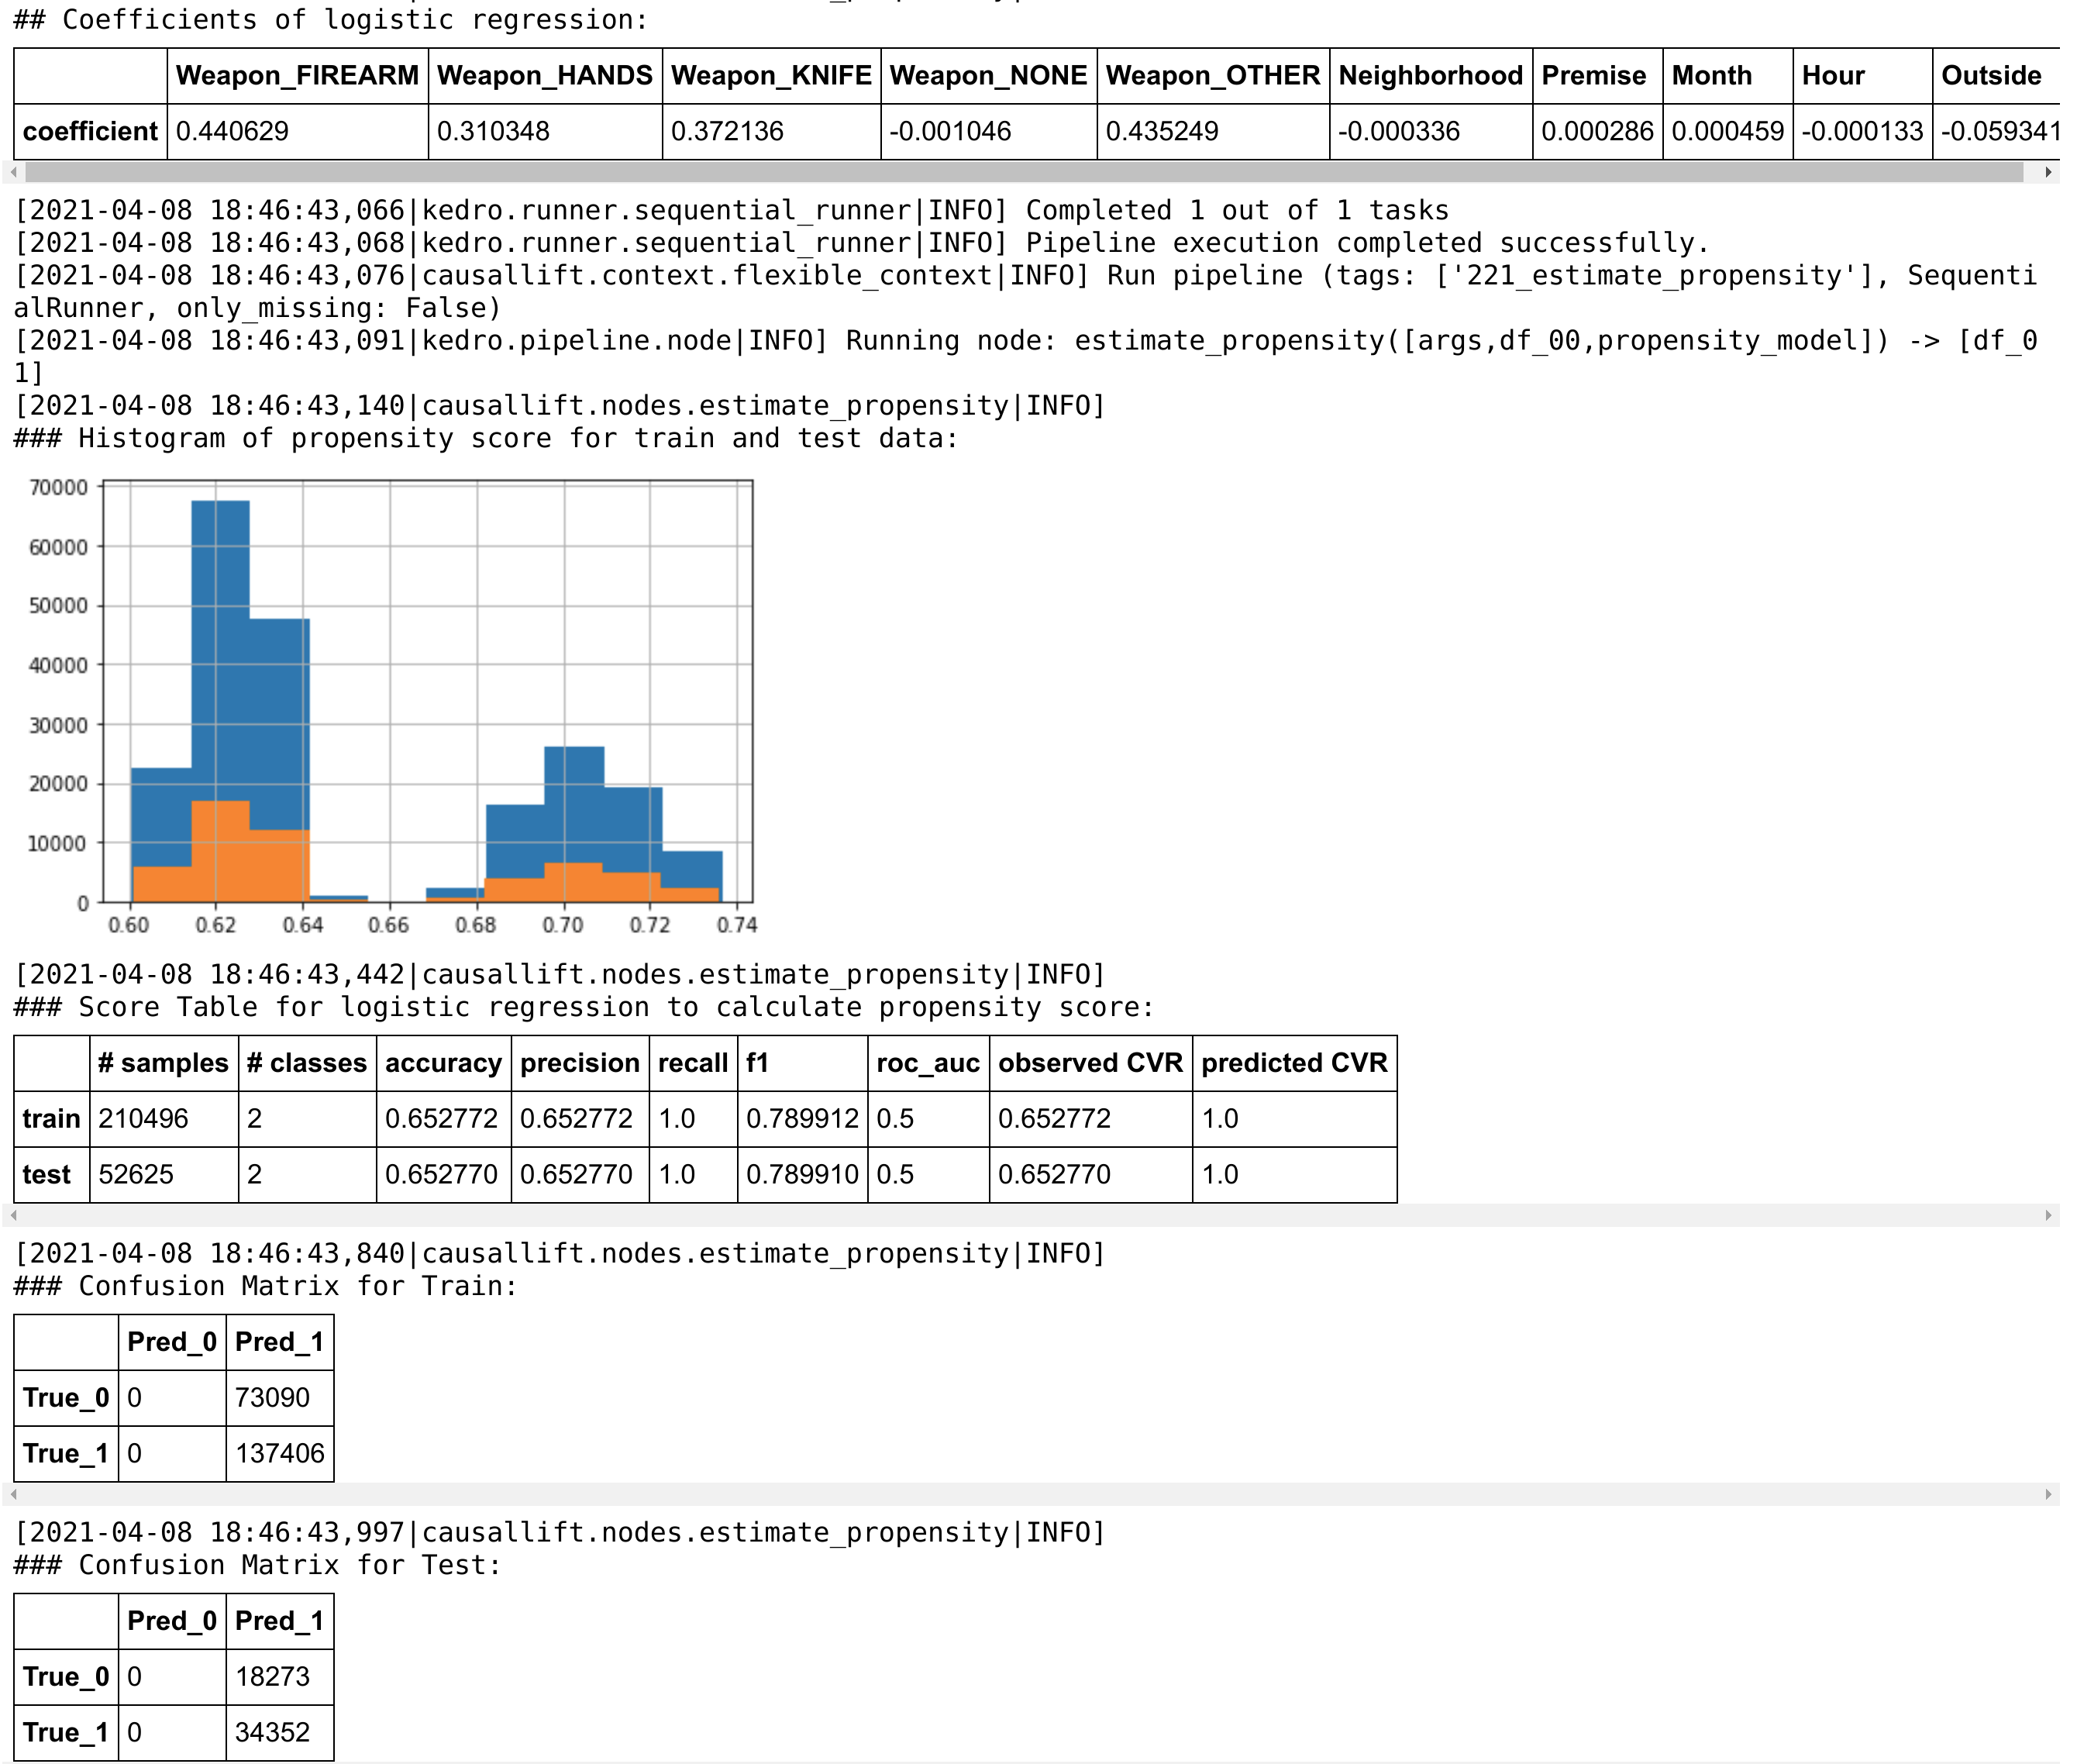 ## Coefficients of logistic regression:
Weapon_FIREARM Weapon_HANDS Weapon_KNIFE Weapon_NONE Weapon_OTHER Neighborhood Premise Month Hour Outside
coefficient 0.440629 0.310348 0.372136 -0.001046 0.435249 -0.000336 0.000286 0.000459 -0.000133 -0.059341
[2021-04-08 18:46:43,066|kedro.runner.sequential_runner|INFO] Completed 1 out of 1 tasks
[2021-04-08 18:46:43,068|kedro.runner.sequential_runner|INFO] Pipeline execution completed successfully.
[2021-04-08 18:46:43,076|causallift.context.flexible_context|INFO] Run pipeline (tags: ['221_estimate_propensity'], Sequenti
alRunner, only_missing: False)
[2021-04-08 18:46:43,091|kedro.pipeline.node|INFO] Running node: estimate_propensity([args,df_00,propensity_model]) -> [df_0
1]
[2021-04-08 18:46:43,140|causallift.nodes.estimate_propensity|INFO]
### Histogram of propensity score for train and test data:
70000
60000
50000
40000
30000
20000
10000
0
0.60 0.62 0.64 0.66 0.68 0.70 0.72 0.74
[2021-04-08 18:46:43,442|causallift.nodes.estimate_propensity|INFO]
### Score Table for logistic regression to calculate propensity score:
# samples # classes accuracy precision recall f1 roc_auc observed CVR predicted CVR
train 210496 2 0.652772 0.652772 1.0 0.789912 0.5 0.652772 1.0
test 52625 2 0.652770 0.652770 1.0 0.789910 0.5 0.652770 1.0
[2021-04-08 18:46:43,840|causallift.nodes.estimate_propensity|INFO]
### Confusion Matrix for Train:
Pred_0 Pred_1
True_0 0 73090
True_1 0 137406
[2021-04-08 18:46:43,997|causallift.nodes.estimate_propensity|INFO]
### Confusion Matrix for Test:
Pred_0 Pred_1
True_0 0 18273
True_1 0 34352